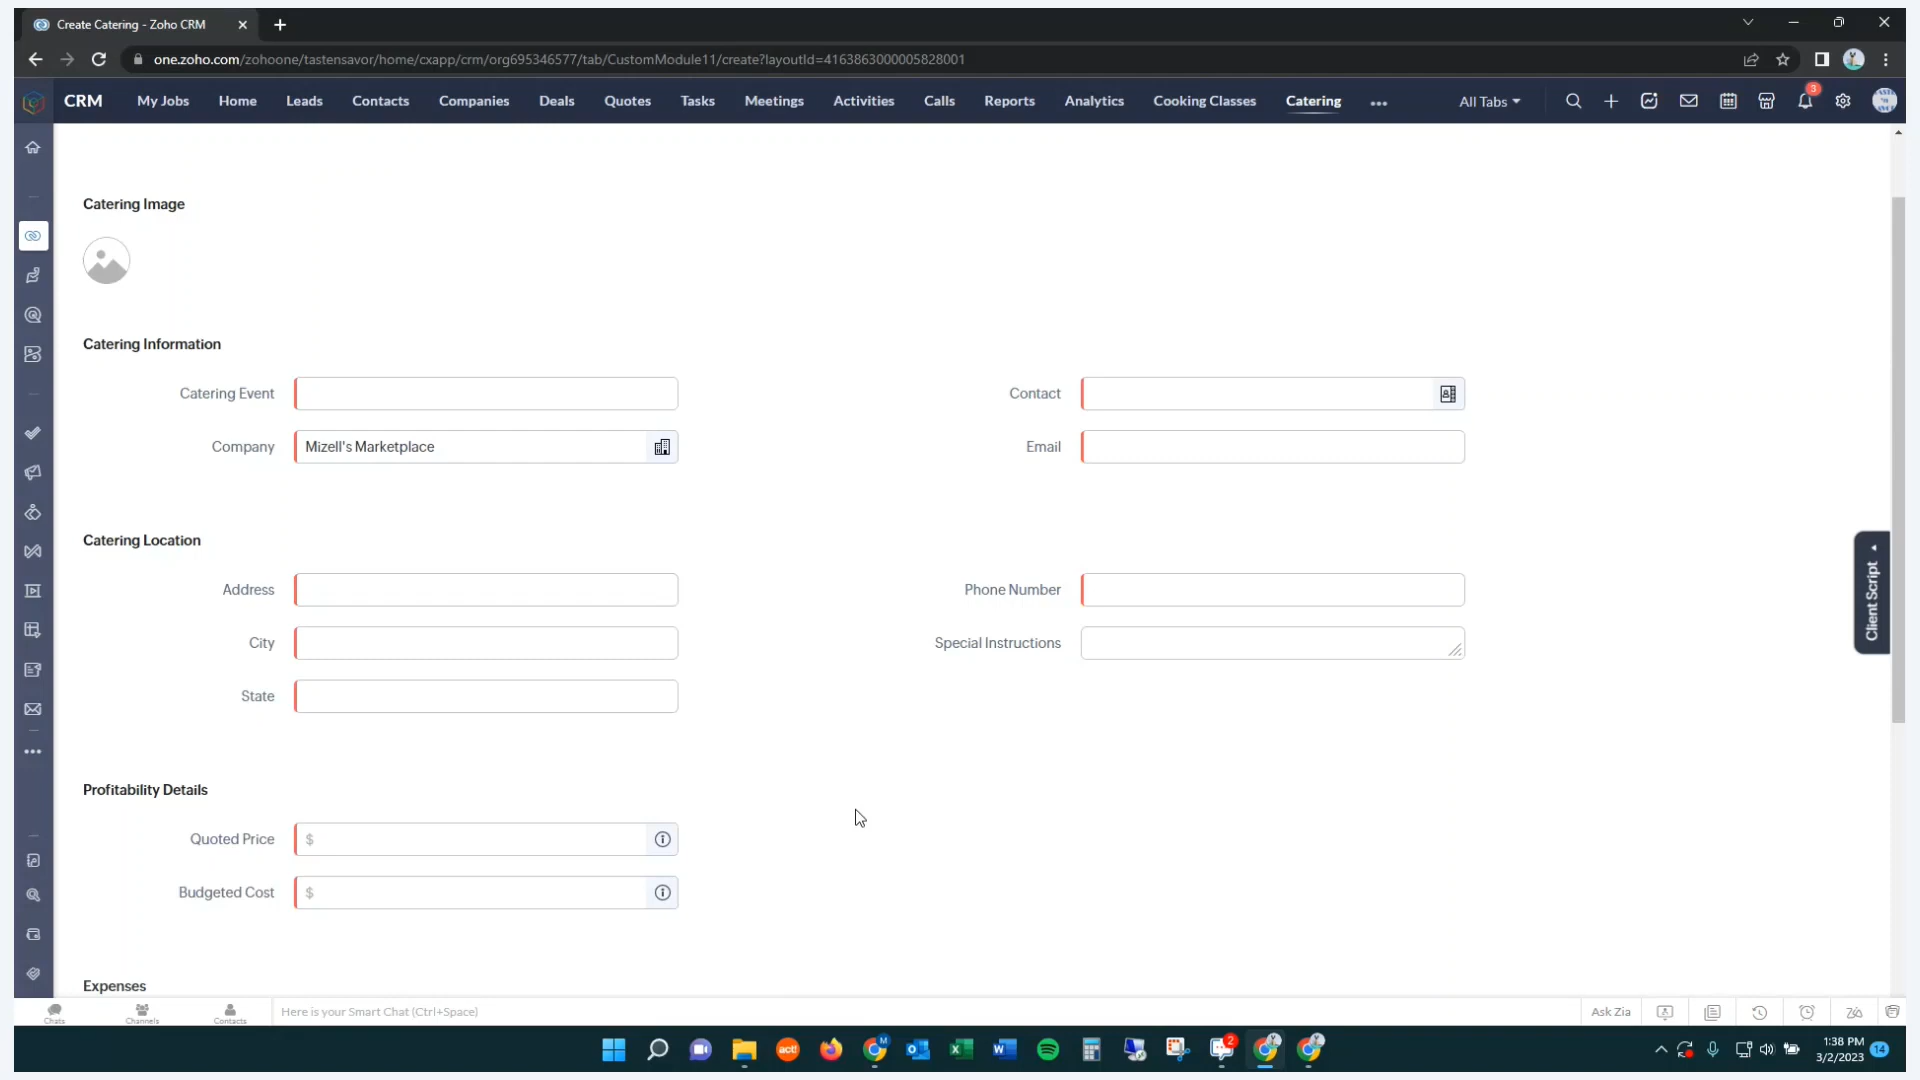 Create Catering - Zoho CRM
one.zoho.com/zohoone/tastensavor/home/cxapp/crm/org695346577/tab/CustomModule11/create?layoutId=4163863000005828001
CRM My Jobs Home Leads Contacts Companies Deals Quotes Tasks Meetings Activities Calls Reports Analytics Cooking Classes Catering ••• All Tabs 3
Catering Image
Catering Information
Catering Event Contact
Company Mizell's Marketplace Email
Catering Location
Address Phone Number
City Special Instructions
State
Client Script
Profitability Details
Quoted Price $
Budgeted Cost $
Expenses
Chats Channels Contacts Here is your Smart Chat (Ctrl+Space) Ask Zia
act! M 2
1:38 PM
3/2/2023 14